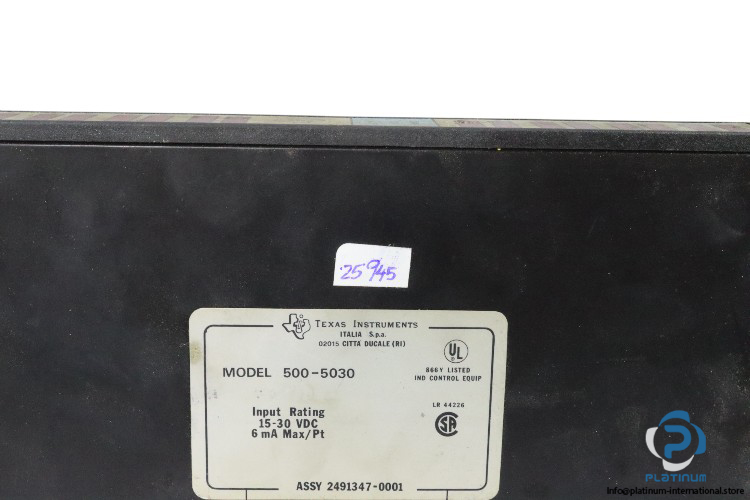 25945
TEXAS INSTRUMENTS
ITALIA S.p.a.
02015 CITTA DUCALE (RI)
UL
MODEL 500-5030
866Y LISTED
IND CONTROL EQUIP
Input Rating
15-30 VDC
6 mA Max/Pt
LR 44226
SA
ASSY 2491347-0001
PLATINUM
info@platinum-international.store